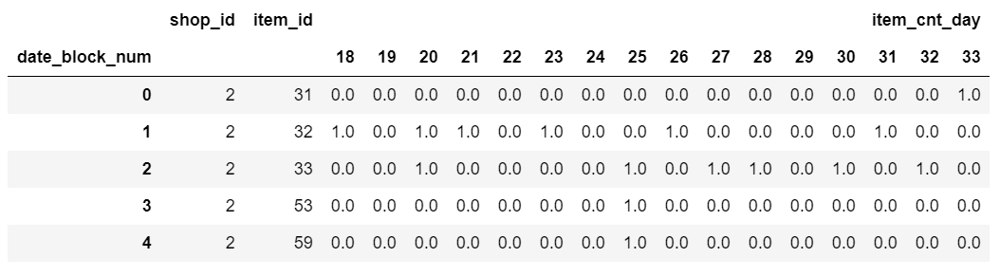 shop_id item_id item_cnt_day
date_block_num 18 19 20 21 22 23 24 25 26 27 28 29 30 31 32 33
0 2 31 0.0 0.0 0.0 0.0 0.0 0.0 0.0 0.0 0.0 0.0 0.0 0.0 0.0 0.0 0.0 1.0
1 2 32 1.0 0.0 1.0 1.0 0.0 1.0 0.0 0.0 1.0 0.0 0.0 0.0 0.0 1.0 0.0 0.0
2 2 33 0.0 0.0 1.0 0.0 0.0 0.0 0.0 1.0 0.0 1.0 1.0 0.0 1.0 0.0 1.0 0.0
3 2 53 0.0 0.0 0.0 0.0 0.0 0.0 0.0 1.0 0.0 0.0 0.0 0.0 0.0 0.0 0.0 0.0
4 2 59 0.0 0.0 0.0 0.0 0.0 0.0 0.0 1.0 0.0 0.0 0.0 0.0 0.0 0.0 0.0 0.0